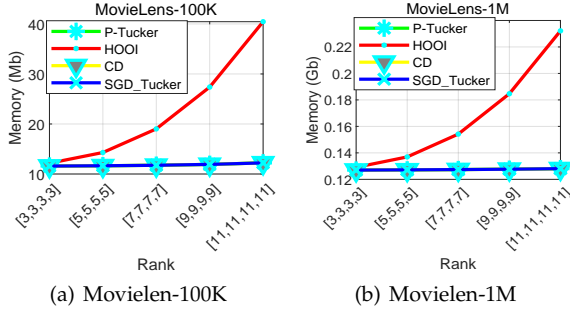 MovieLens-100K
Memory (Mb)
40
30
20
10
P-Tucker
HOOI
CD
SGD_Tucker
[3,3,3,3]
[5,5,5,5]
[7,7,7,7]
[9,9,9,9]
[11,11,11,11]
Rank
(a) Movielen-100K
MovieLens-1M
Memory (Gb)
0.22
0.2
0.18
0.16
0.14
0.12
P-Tucker
HOOI
CD
SGD_Tucker
[3,3,3,3]
[5,5,5,5]
[7,7,7,7]
[9,9,9,9]
[11,11,11,11]
Rank
(b) Movielen-1M